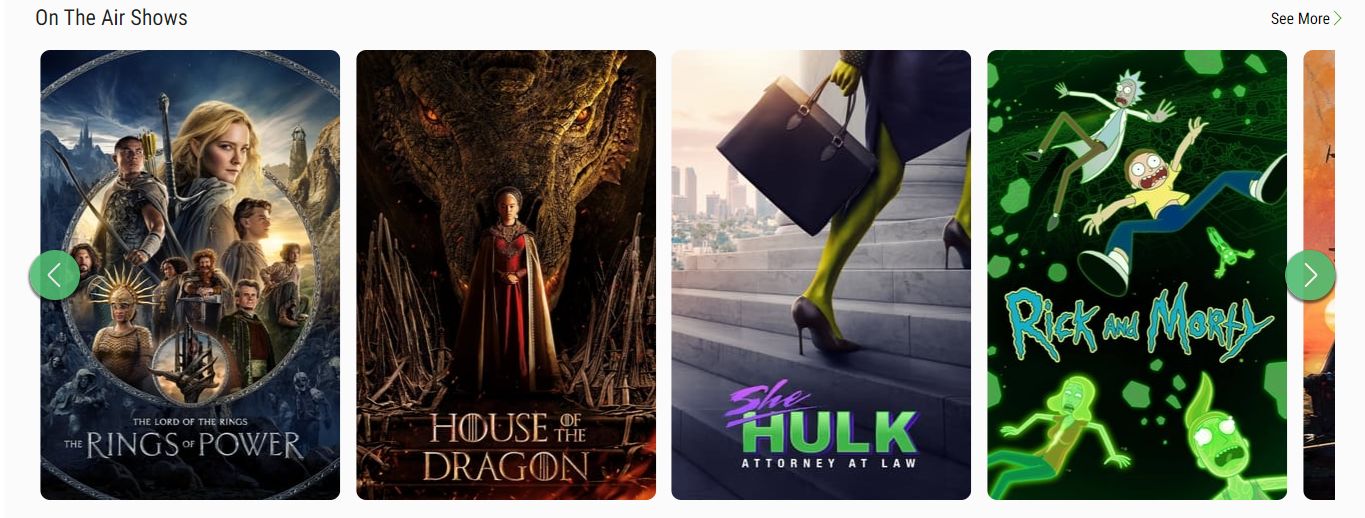 On The Air Shows
See More
THE LORD OF THE RINGS
THE RINGS OF POWER
HOUSE OF THE
DRAGON
She
HULK
ATTORNEY AT LAW
RICK AND MORTY